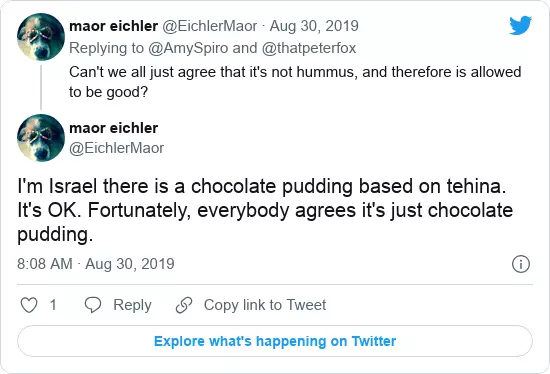 maor eichler @EichlerMaor · Aug 30, 2019
Replying to @AmySpiro and @thatpeterfox
Can't we all just agree that it's not hummus, and therefore is allowed
to be good?
maor eichler
@EichlerMaor
I'm Israel there is a chocolate pudding based on tehina.
It's OK. Fortunately, everybody agrees it's just chocolate
pudding.
8:08 AM · Aug 30, 2019
1 Reply Copy link to Tweet
Explore what's happening on Twitter